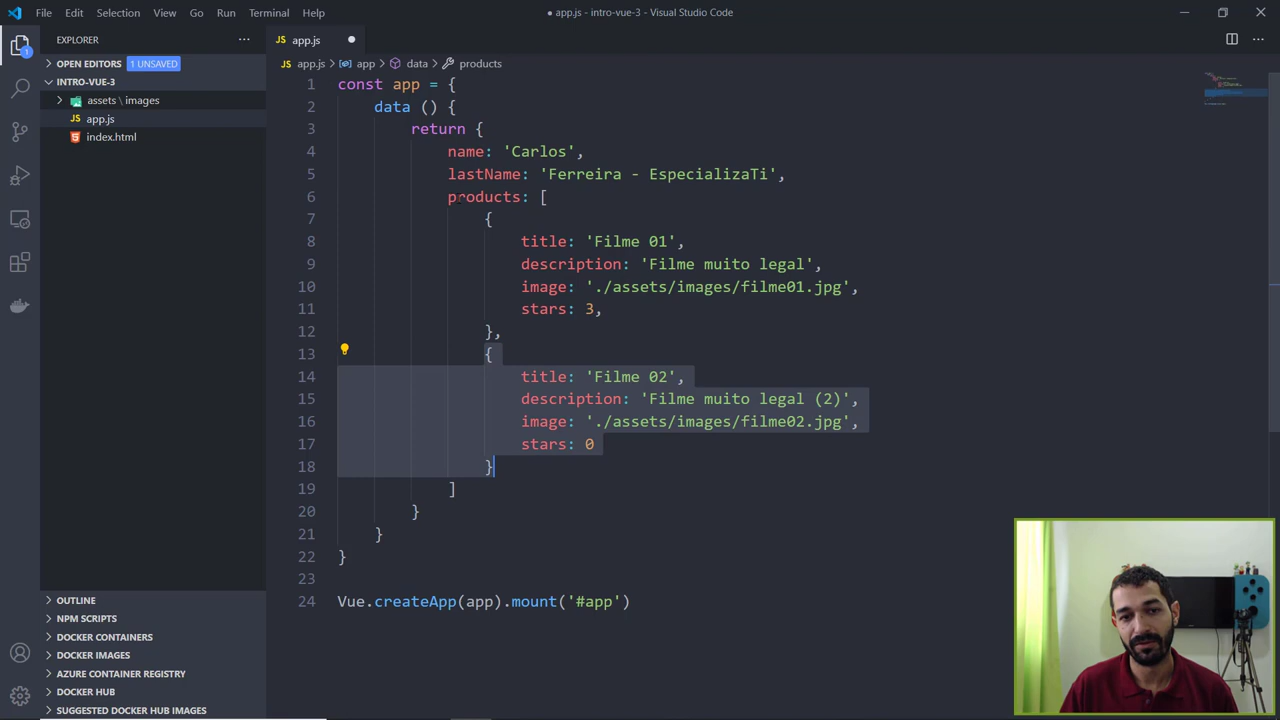 File Edit Selection View Go Run Terminal Help
● app.js - intro-vue-3 - Visual Studio Code
EXPLORER
OPEN EDITORS 1 UNSAVED
INTRO-VUE-3
assets \ images
JS app.js
index.html
OUTLINE
NPM SCRIPTS
DOCKER CONTAINERS
DOCKER IMAGES
AZURE CONTAINER REGISTRY
DOCKER HUB
SUGGESTED DOCKER HUB IMAGES
1
JS app.js
JS app.js > app > data > products
1 const app = {
2 data () {
3 return {
4 name: 'Carlos',
5 lastName: 'Ferreira - EspecializaTi',
6 products: [
7 {
8 title: 'Filme 01',
9 description: 'Filme muito legal',
10 image: './assets/images/filme01.jpg',
11 stars: 3,
12 },
13 {
14 title: 'Filme 02',
15 description: 'Filme muito legal (2)',
16 image: './assets/images/filme02.jpg',
17 stars: 0
18 }
19 ]
20 }
21 }
22 }
23
24 Vue.createApp(app).mount('#app')